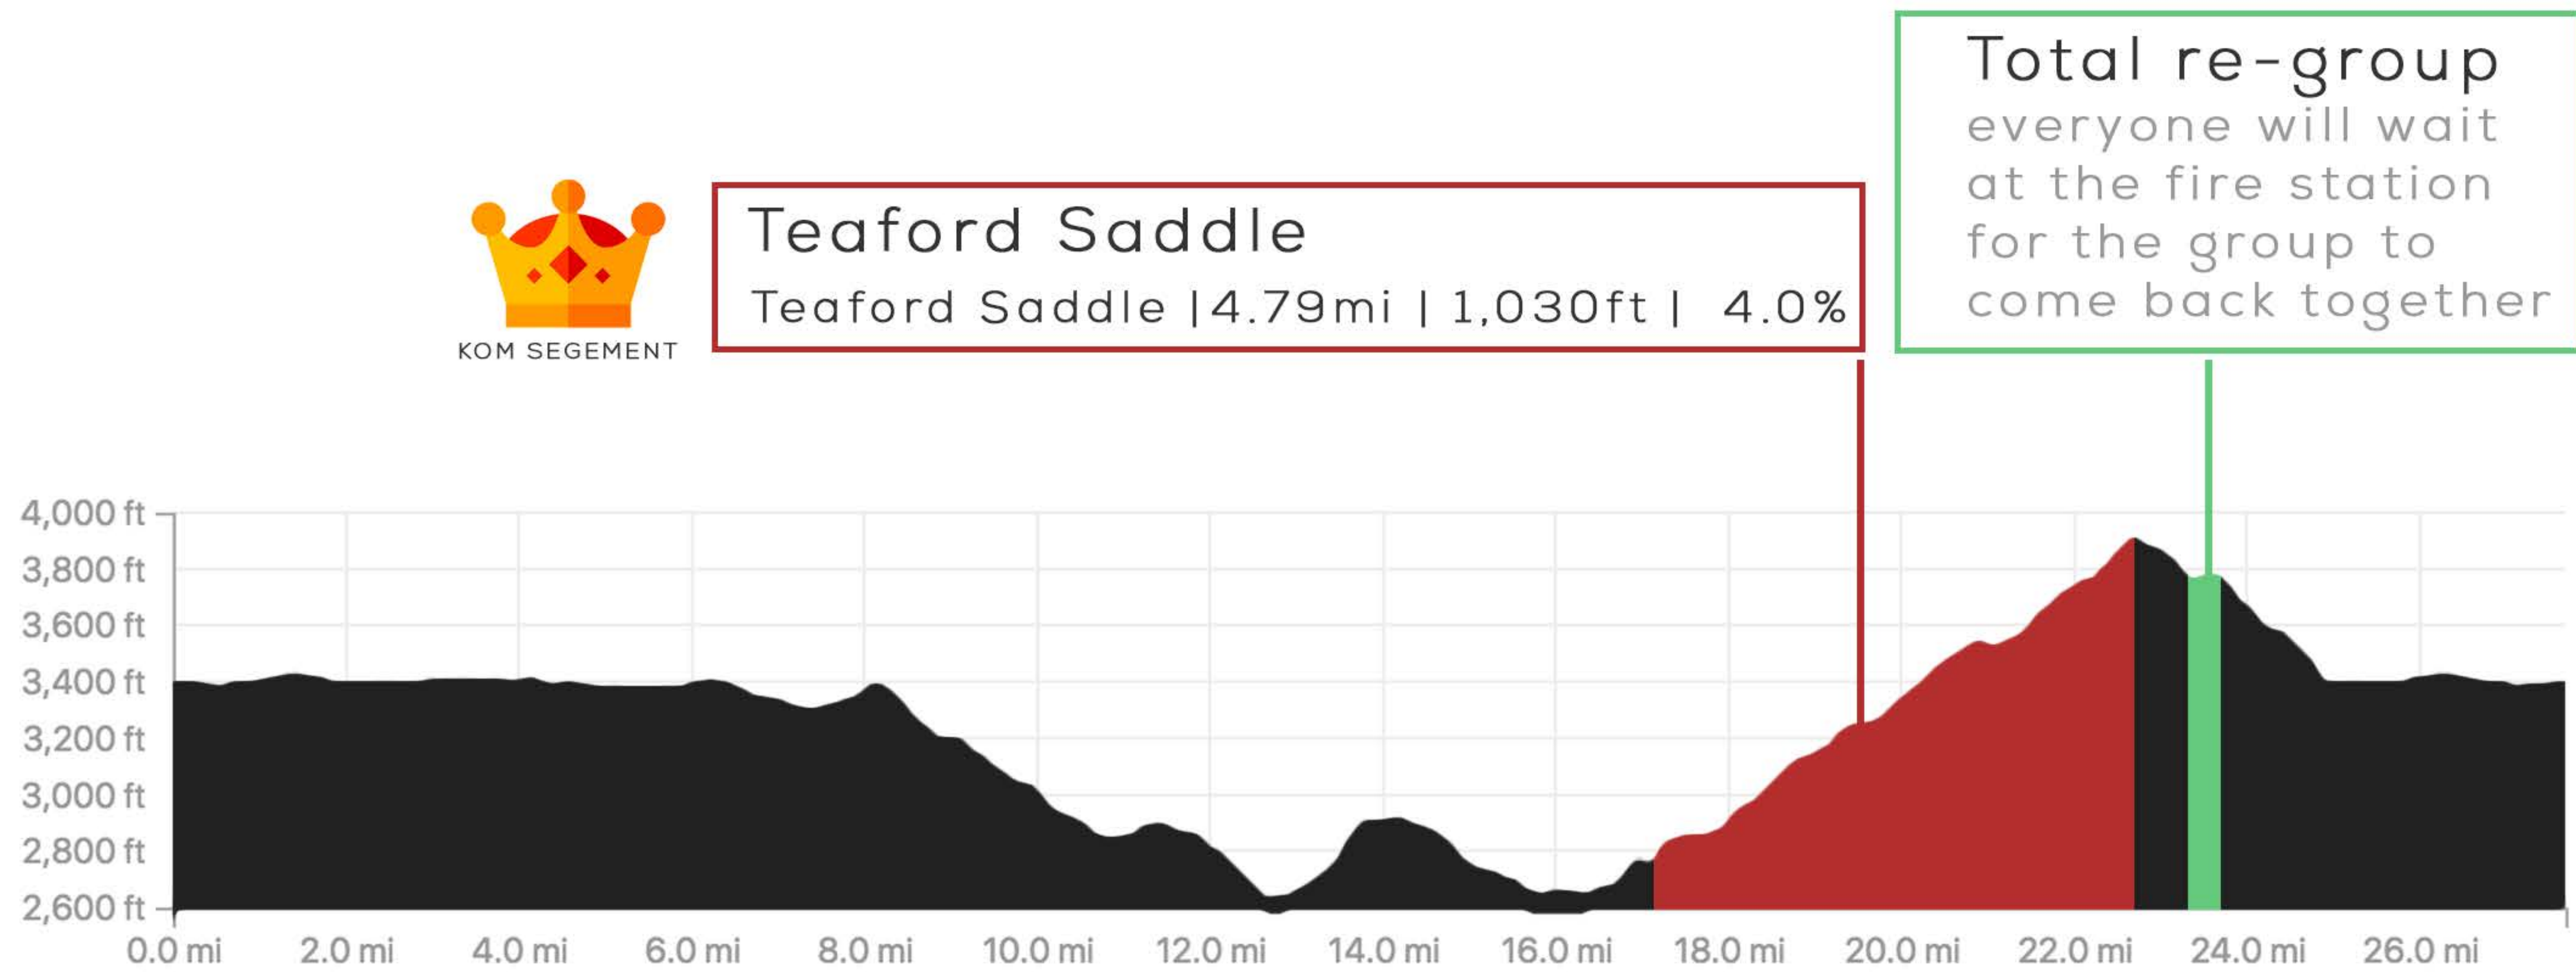 Total re-group
everyone will wait
at the fire station
for the group to
come back together
Teaford Saddle
Teaford Saddle |4.79mi | 1,030ft | 4.0%
KOM SEGEMENT
4,000 ft
3,800 ft
3,600 ft
3,400 ft
3,200 ft
3,000 ft
2,800 ft
2,600 ft
0.0 mi 2.0 mi 4.0 mi 6.0 mi 8.0 mi 10.0 mi 12.0 mi 14.0 mi 16.0 mi 18.0 mi 20.0 mi 22.0 mi 24.0 mi 26.0 mi